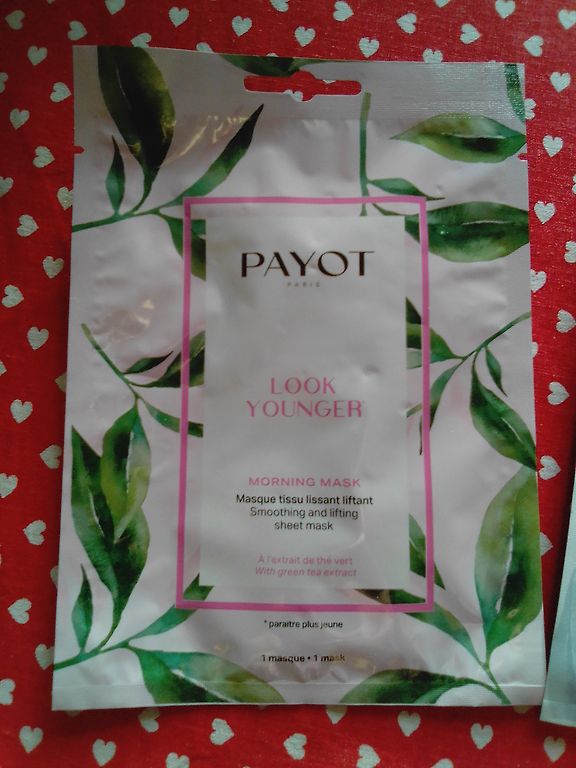 PAYOT
PARIS
LOOK
YOUNGER*
MORNING MASK
Masque tissu lissant liftant
Smoothing and lifting
sheet mask
À l'extrait de thé vert
With green tea extract
*paraître plus jeune
1 masque • 1 mask